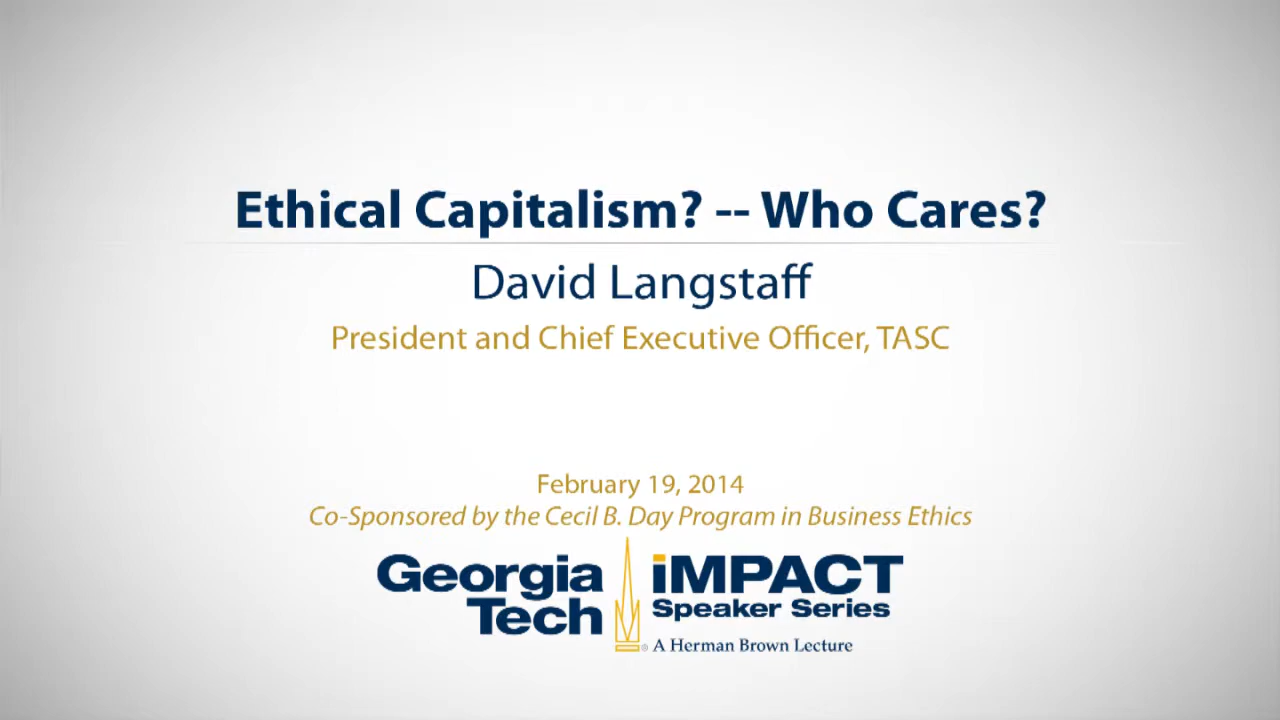 Ethical Capitalism? -- Who Cares?
David Langstaff
President and Chief Executive Officer, TASC
February 19, 2014
Co-Sponsored by the Cecil B. Day Program in Business Ethics
Georgia
Tech
®
iMPACT
Speaker Series
A Herman Brown Lecture